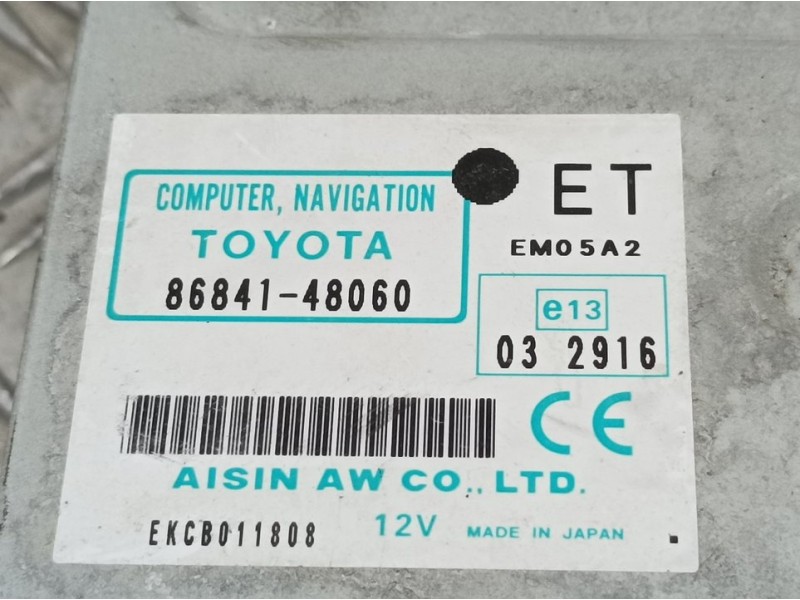 COMPUTER, NAVIGATION
TOYOTA
86841-48060
ET
EM05A2
e13
03 2916
CE
AISIN AW CO., LTD.
EKCB011808 12V MADE IN JAPAN